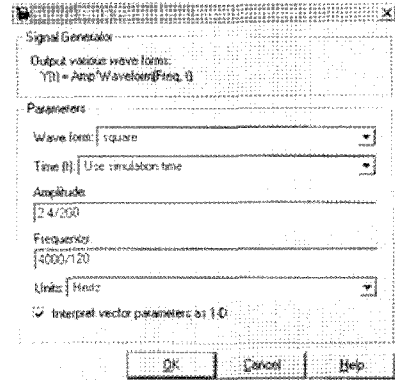 Signal Generator
Output various wave forms:
Y(t) = Amp*Waveform(Freq, t)
Parameters
Wave form: square
Time (t): Use simulation time
Amplitude:
2.4/200
Frequency:
4000/120
Units: Hertz
Interpret vector parameters as 1-D
OK Cancel Help